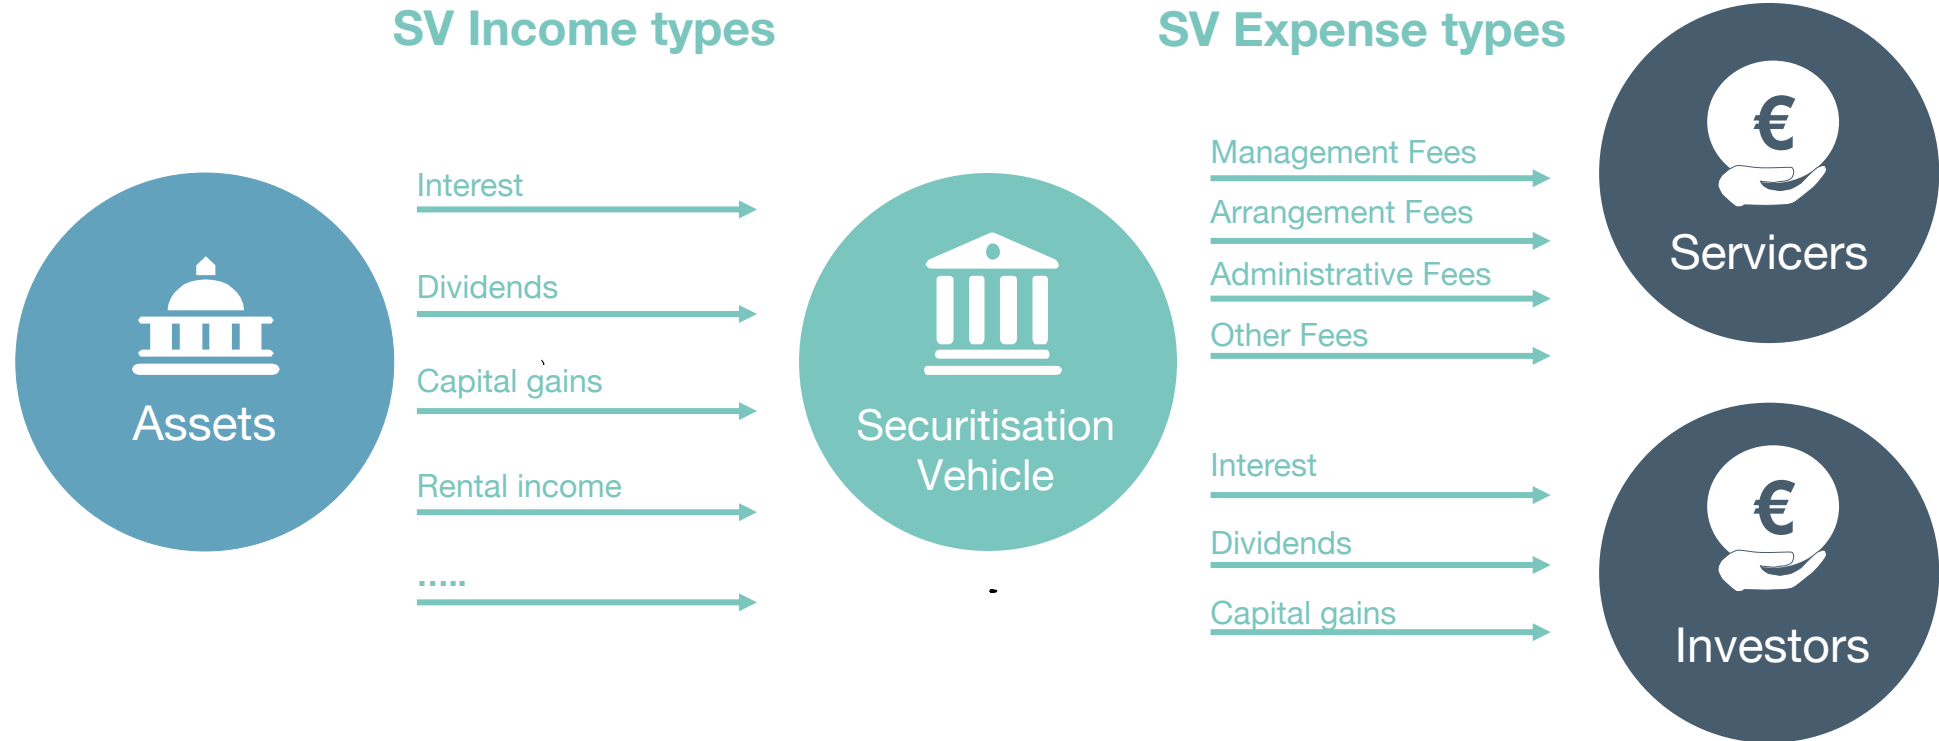 SV Income types
SV Expense types
Assets
Interest
Dividends
Capital gains
Rental income
.....
Securitisation
Vehicle
Management Fees
Arrangement Fees
Administrative Fees
Other Fees
€
Servicers
Interest
Dividends
Capital gains
€
Investors